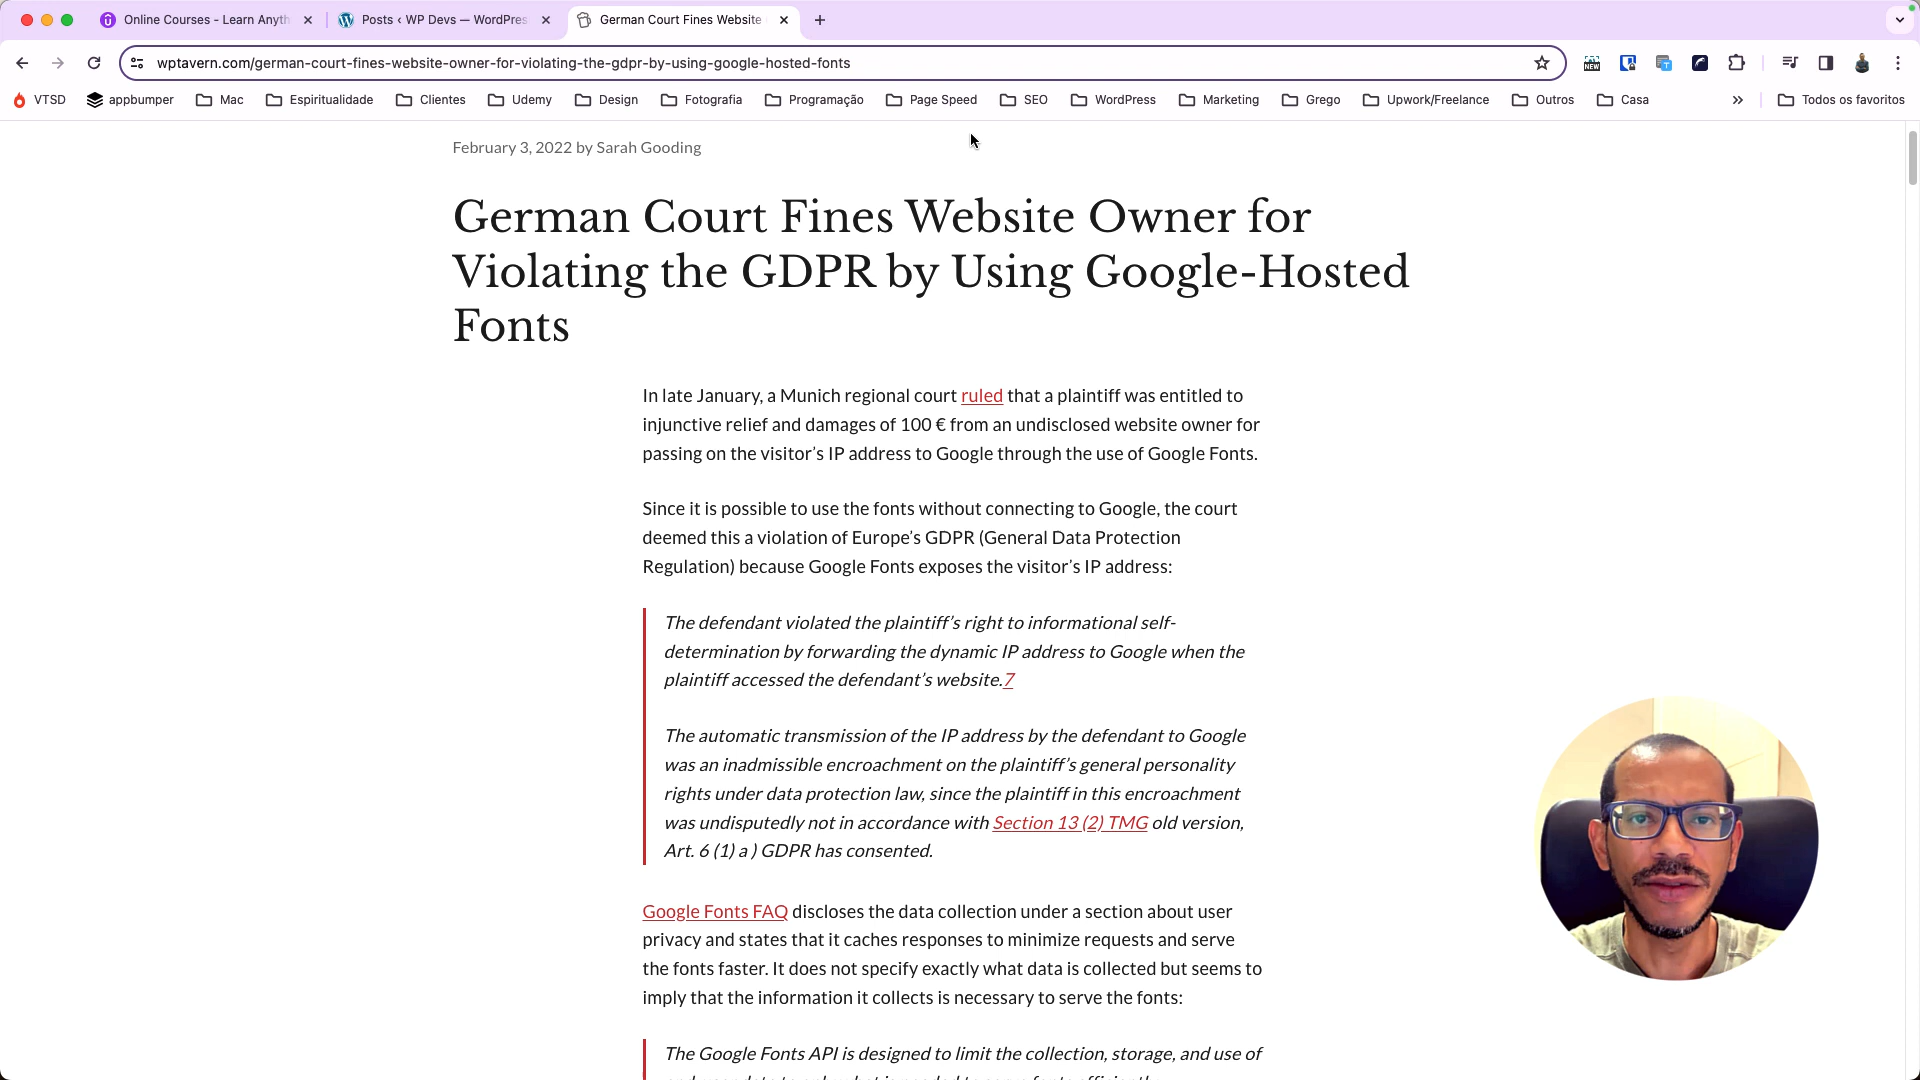 Online Courses - Learn Anyth
Posts ‹ WP Devs — WordPres
German Court Fines Website
wptavern.com/german-court-fines-website-owner-for-violating-the-gdpr-by-using-google-hosted-fonts
NEW
VTSD
appbumper
Mac
Espiritualidade
Clientes
Udemy
Design
Fotografia
Programação
Page Speed
SEO
WordPress
Marketing
Grego
Upwork/Freelance
Outros
Casa
Todos os favoritos
February 3, 2022 by Sarah Gooding
German Court Fines Website Owner for
Violating the GDPR by Using Google-Hosted
Fonts
In late January, a Munich regional court ruled that a plaintiff was entitled to
injunctive relief and damages of 100 € from an undisclosed website owner for
passing on the visitor's IP address to Google through the use of Google Fonts.
Since it is possible to use the fonts without connecting to Google, the court
deemed this a violation of Europe's GDPR (General Data Protection
Regulation) because Google Fonts exposes the visitor's IP address:
The defendant violated the plaintiff's right to informational self-
determination by forwarding the dynamic IP address to Google when the
plaintiff accessed the defendant's website.7
The automatic transmission of the IP address by the defendant to Google
was an inadmissible encroachment on the plaintiff's general personality
rights under data protection law, since the plaintiff in this encroachment
was undisputedly not in accordance with Section 13 (2) TMG old version,
Art. 6 (1) a ) GDPR has consented.
Google Fonts FAQ discloses the data collection under a section about user
privacy and states that it caches responses to minimize requests and serve
the fonts faster. It does not specify exactly what data is collected but seems to
imply that the information it collects is necessary to serve the fonts:
The Google Fonts API is designed to limit the collection, storage, and use of